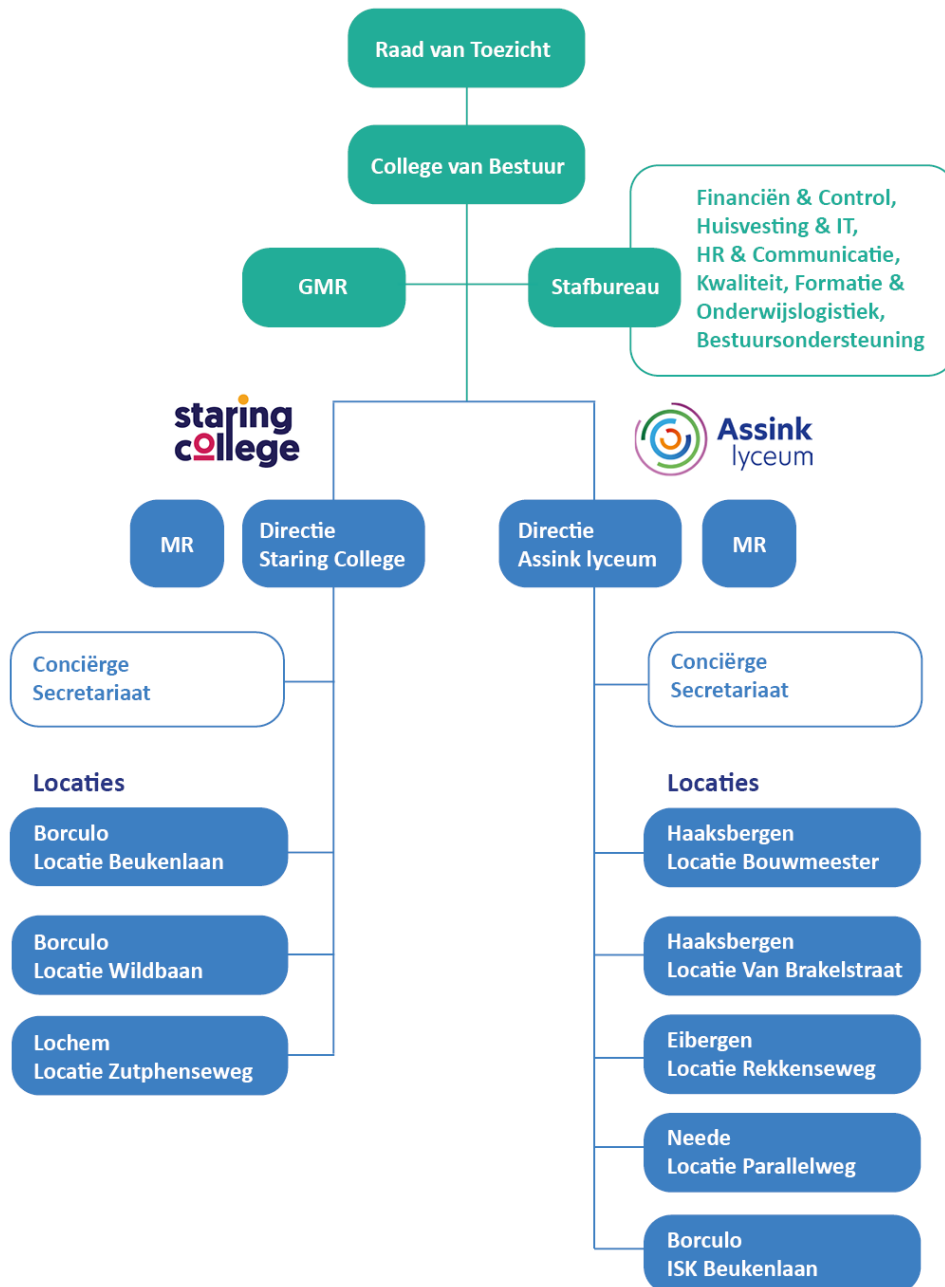 Raad van Toezicht
College van Bestuur
GMR
Stafbureau
Financiën & Control,
Huisvesting & IT,
HR & Communicatie,
Kwaliteit, Formatie &
Onderwijslogistiek,
Bestuursondersteuning
staring
college
Assink
lyceum
MR
Directie
Staring College
Directie
Assink lyceum
MR
Conciërge
Secretariaat
Locaties
Borculo
Locatie Beukenlaan
Borculo
Locatie Wildbaan
Lochem
Locatie Zutphenseweg
Conciërge
Secretariaat
Locaties
Haaksbergen
Locatie Bouwmeester
Haaksbergen
Locatie Van Brakelstraat
Eibergen
Locatie Rekkenseweg
Neede
Locatie Parallelweg
Borculo
ISK Beukenlaan